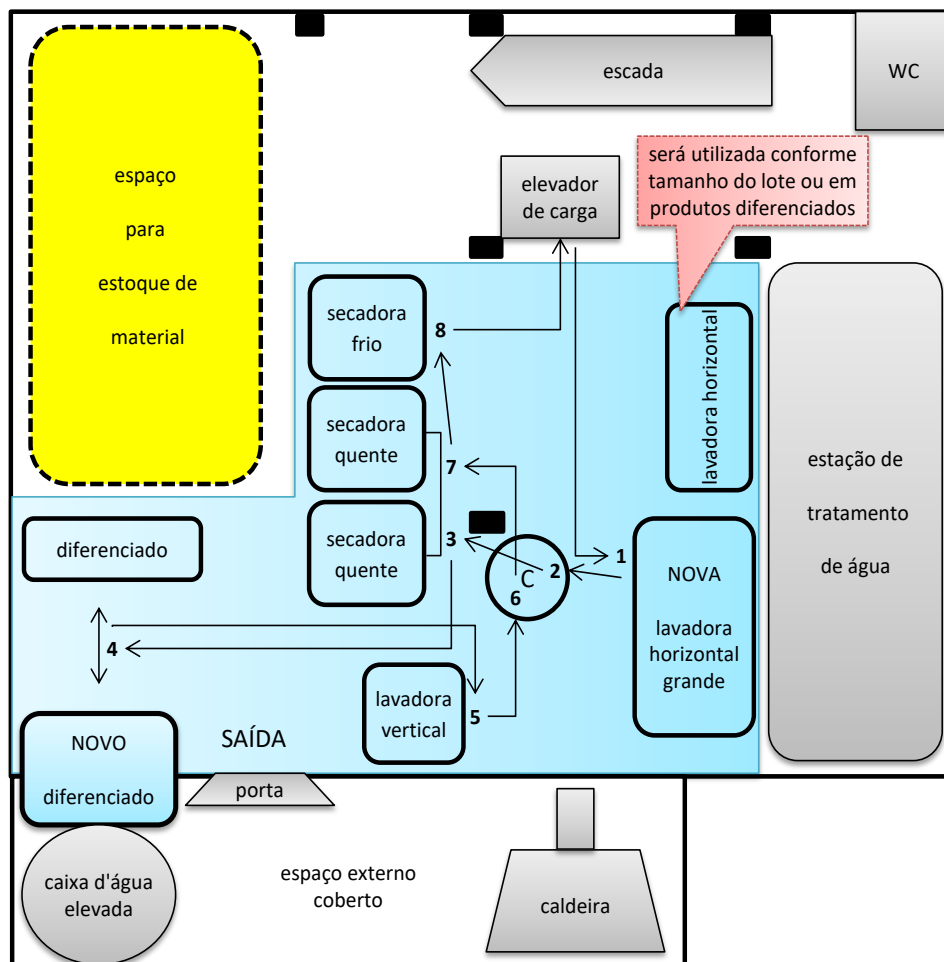 escada
WC
espaço
para
estoque de
material
elevador
de carga
será utilizada conforme
tamanho do lote ou em
produtos diferenciados
secadora
frio
8
lavadora horizontal
secadora
quente
7
estação de
tratamento
de água
diferenciado
secadora
quente
3
C
2
6
1
NOVA
lavadora
horizontal
grande
4
lavadora
vertical
5
NOVO
diferenciado
SAÍDA
porta
caixa d'água
elevada
espaço externo
coberto
caldeira